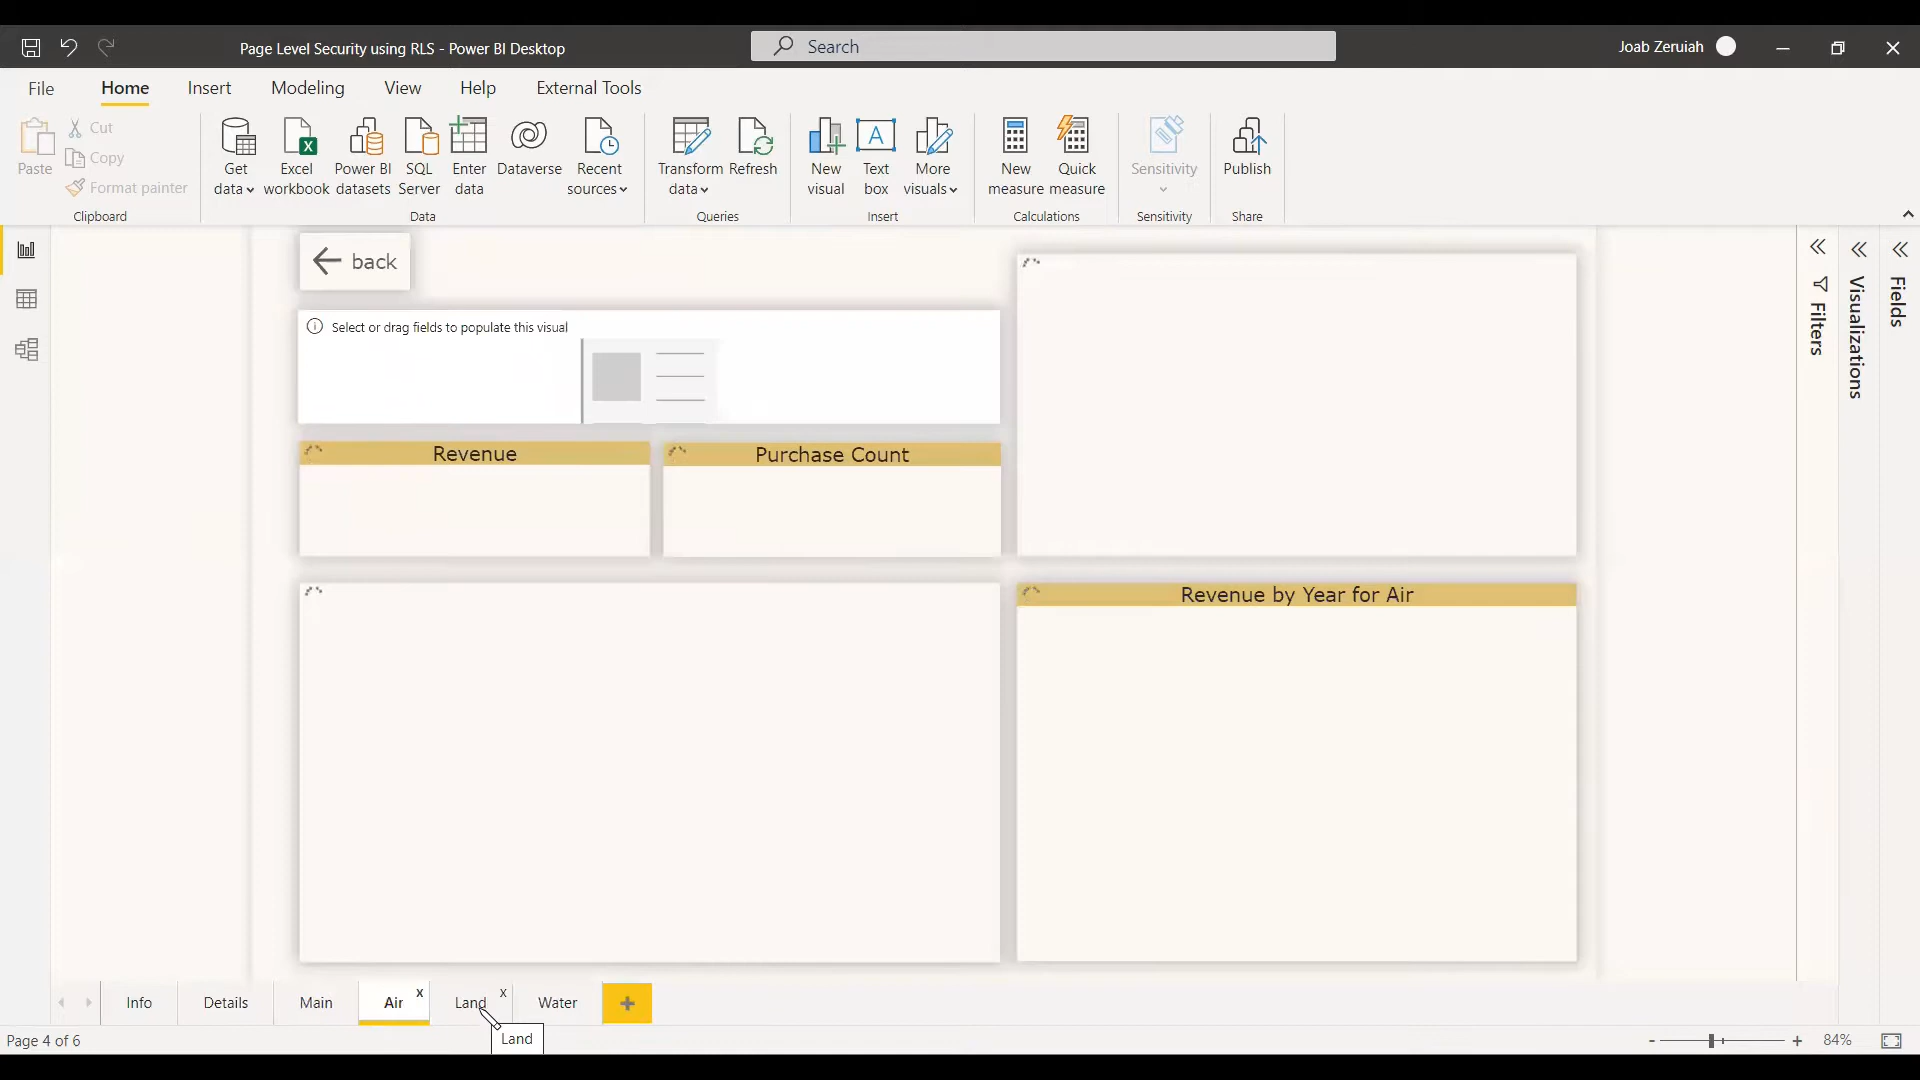 Page Level Security using RLS - Power BI Desktop
Search
Joab Zeruiah
File
Home
Insert
Modeling
View
Help
External Tools
Paste
Cut
Copy
Format painter
Clipboard
Get data
Excel workbook
Power BI datasets
SQL Server
Enter data
Dataverse
Recent sources
Data
Transform data
Refresh
Queries
New visual
Text box
More visuals
Insert
New measure
Quick measure
Calculations
Sensitivity
Sensitivity
Publish
Share
back
Select or drag fields to populate this visual
Revenue
Purchase Count
Revenue by Year for Air
Filters
Visualizations
Fields
Info
Details
Main
Air
x
Land
x
Water
Land
Page 4 of 6
84%